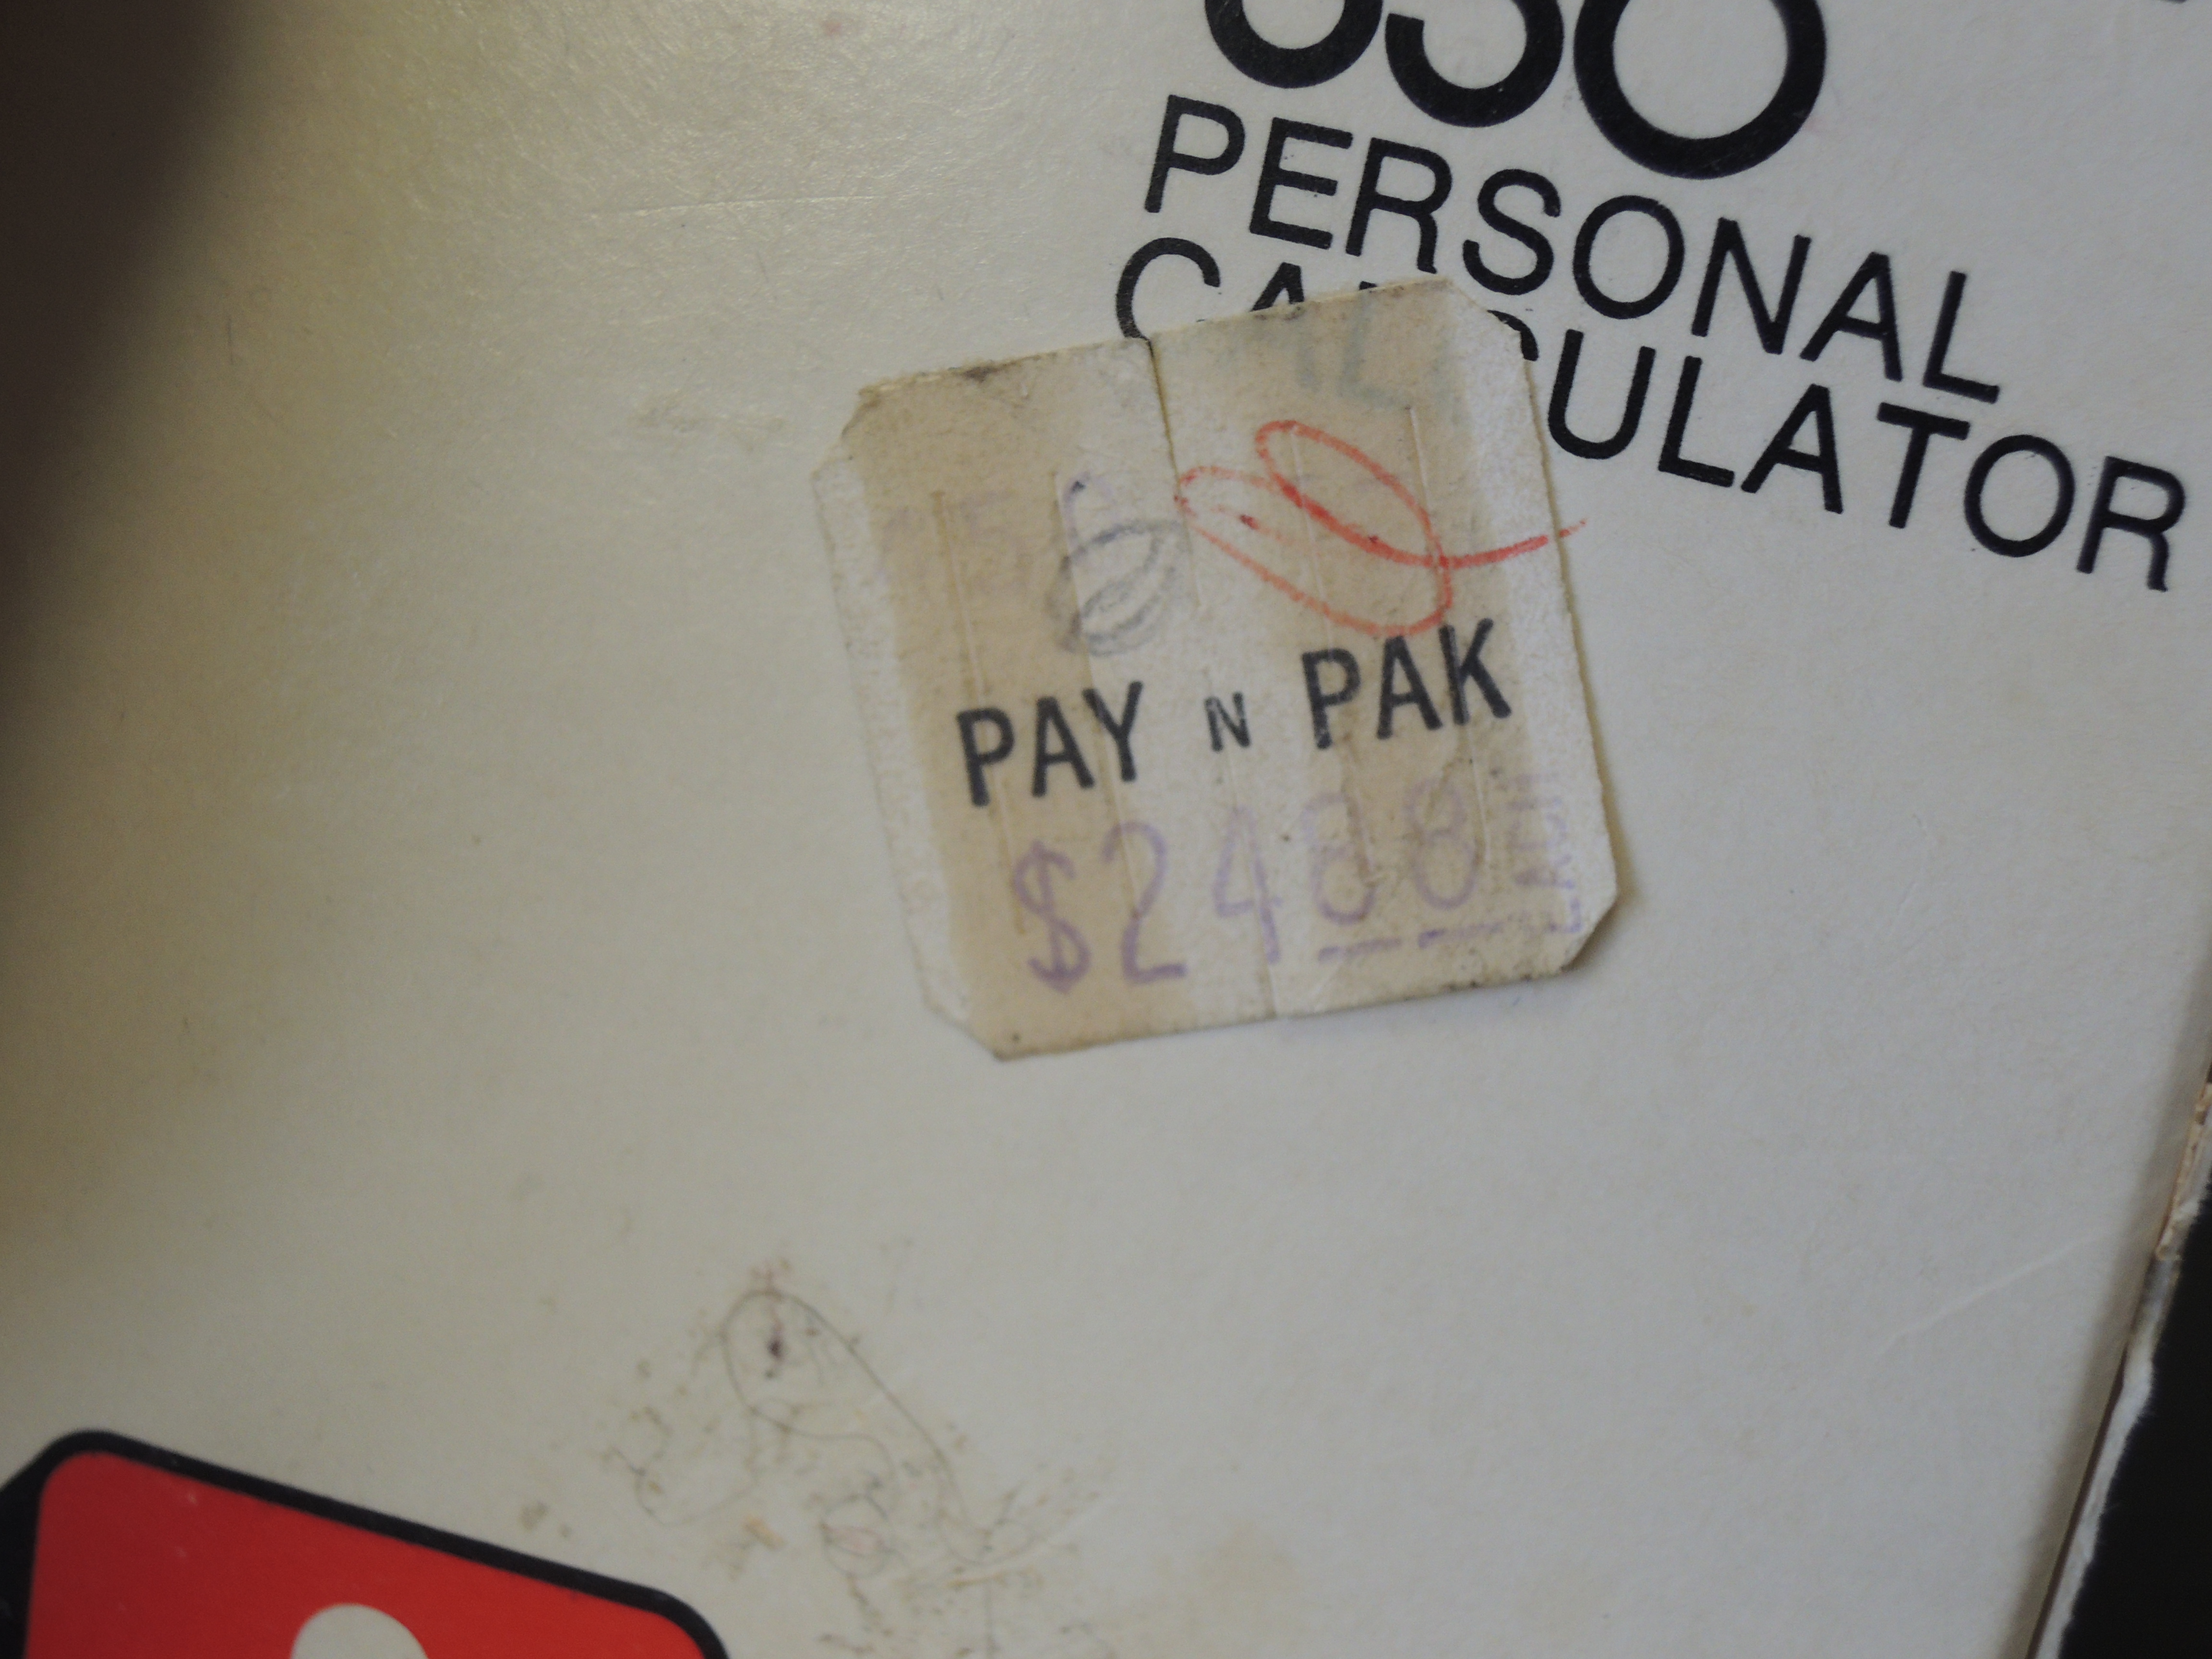 PERSONAL
CALCULATOR
PAY N PAK
$24 88